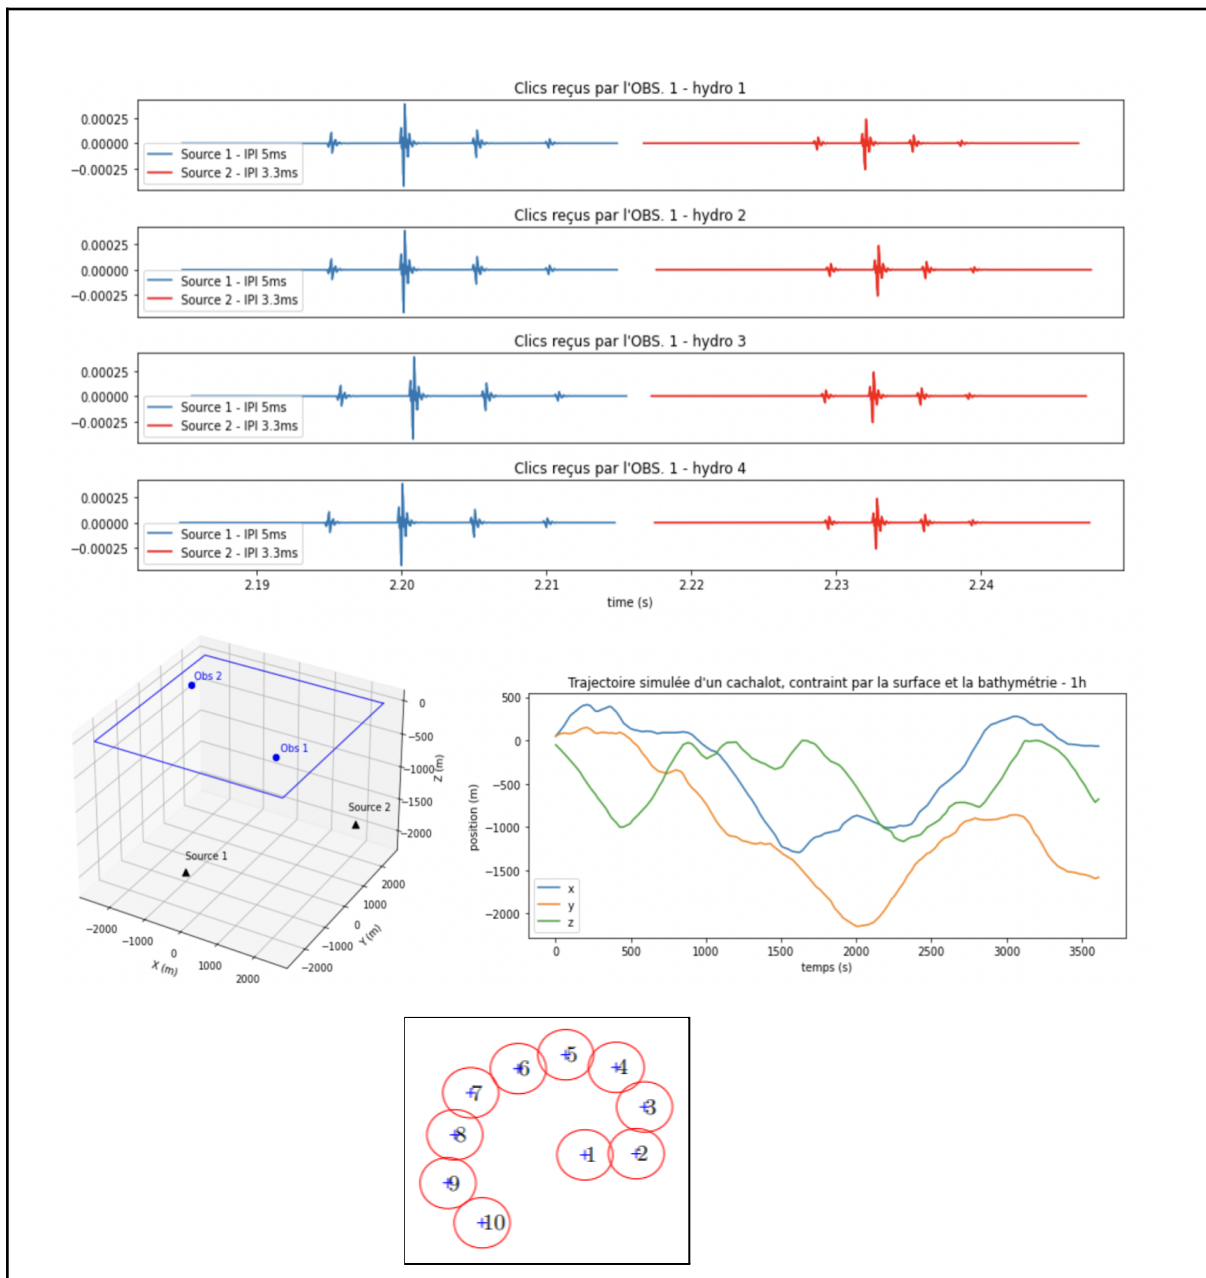 Clics reçus par l'OBS. 1 - hydro 1
0.00025
0.00000
−0.00025
Source 1 - IPI 5ms
Source 2 - IPI 3.3ms
Clics reçus par l'OBS. 1 - hydro 2
0.00025
0.00000
−0.00025
Source 1 - IPI 5ms
Source 2 - IPI 3.3ms
Clics reçus par l'OBS. 1 - hydro 3
0.00025
0.00000
−0.00025
Source 1 - IPI 5ms
Source 2 - IPI 3.3ms
Clics reçus par l'OBS. 1 - hydro 4
0.00025
0.00000
−0.00025
Source 1 - IPI 5ms
Source 2 - IPI 3.3ms
2.19 2.20 2.21 2.22 2.23 2.24
time (s)
Obs 2
Obs 1
Source 2
Source 1
0
−500
−1000
−1500
−2000
Z (m)
−2000
−1000
0
1000
2000
X (m)
−2000
−1000
0
1000
2000
Y (m)
Trajectoire simulée d'un cachalot, contraint par la surface et la bathymétrie - 1h
500
0
−500
−1000
−1500
−2000
position (m)
x
y
z
0 500 1000 1500 2000 2500 3000 3500
temps (s)
5
6
4
7
3
8
1
2
9
10